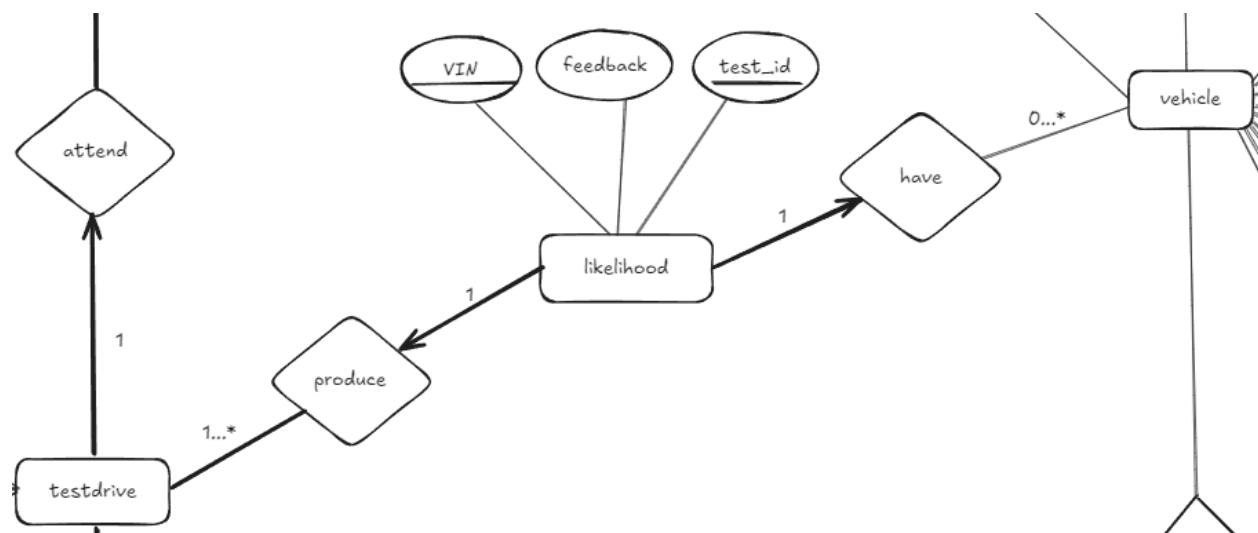 VIN
feedback
test_id
vehicle
0...*
attend
have
1
likelihood
1
1
produce
1...*
testdrive